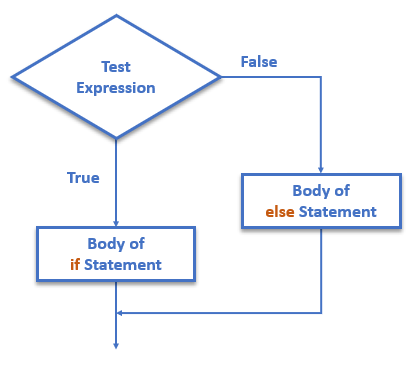 Test
Expression
False
True
Body of
else Statement
Body of
if Statement